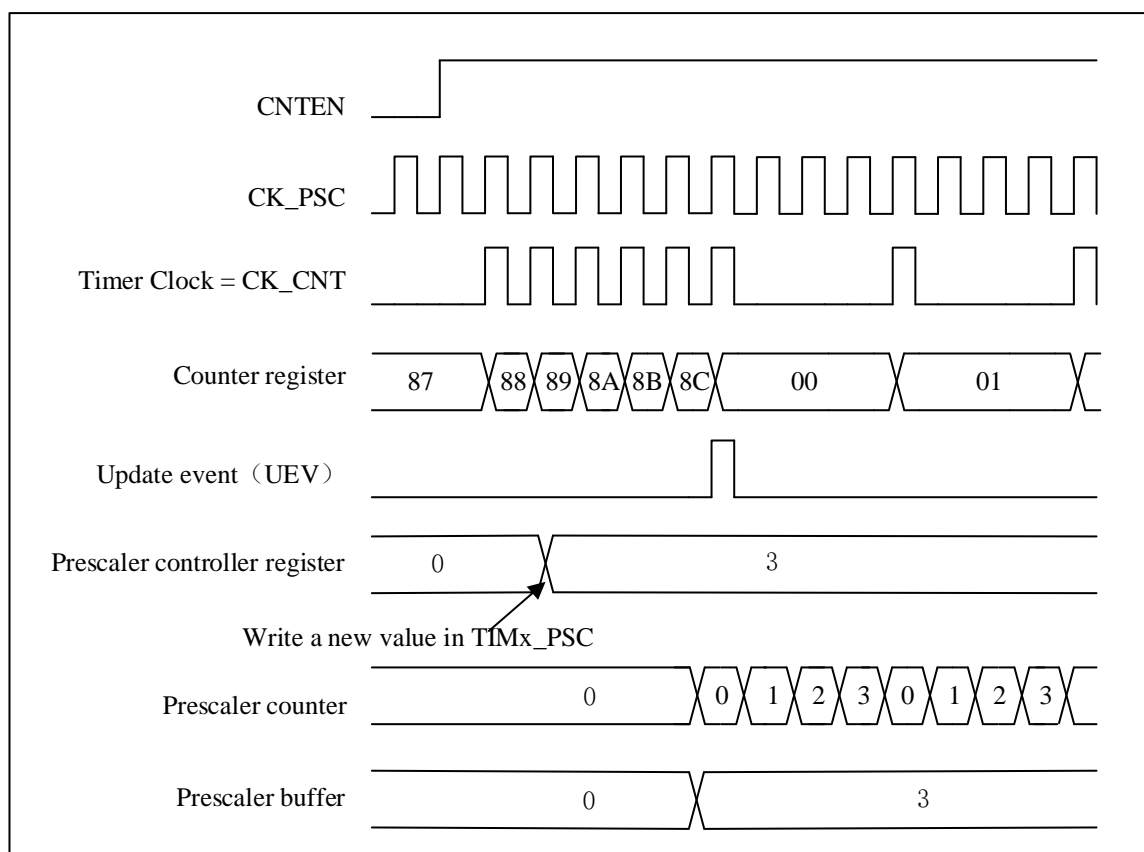 CNTEN
CK_PSC
Timer Clock = CK_CNT
Counter register
87 88 89 8A 8B 8C 00 01
Update event（UEV）
Prescaler controller register
0 3
Write a new value in TIMx_PSC
Prescaler counter
0 0 1 2 3 0 1 2 3
Prescaler buffer
0 3